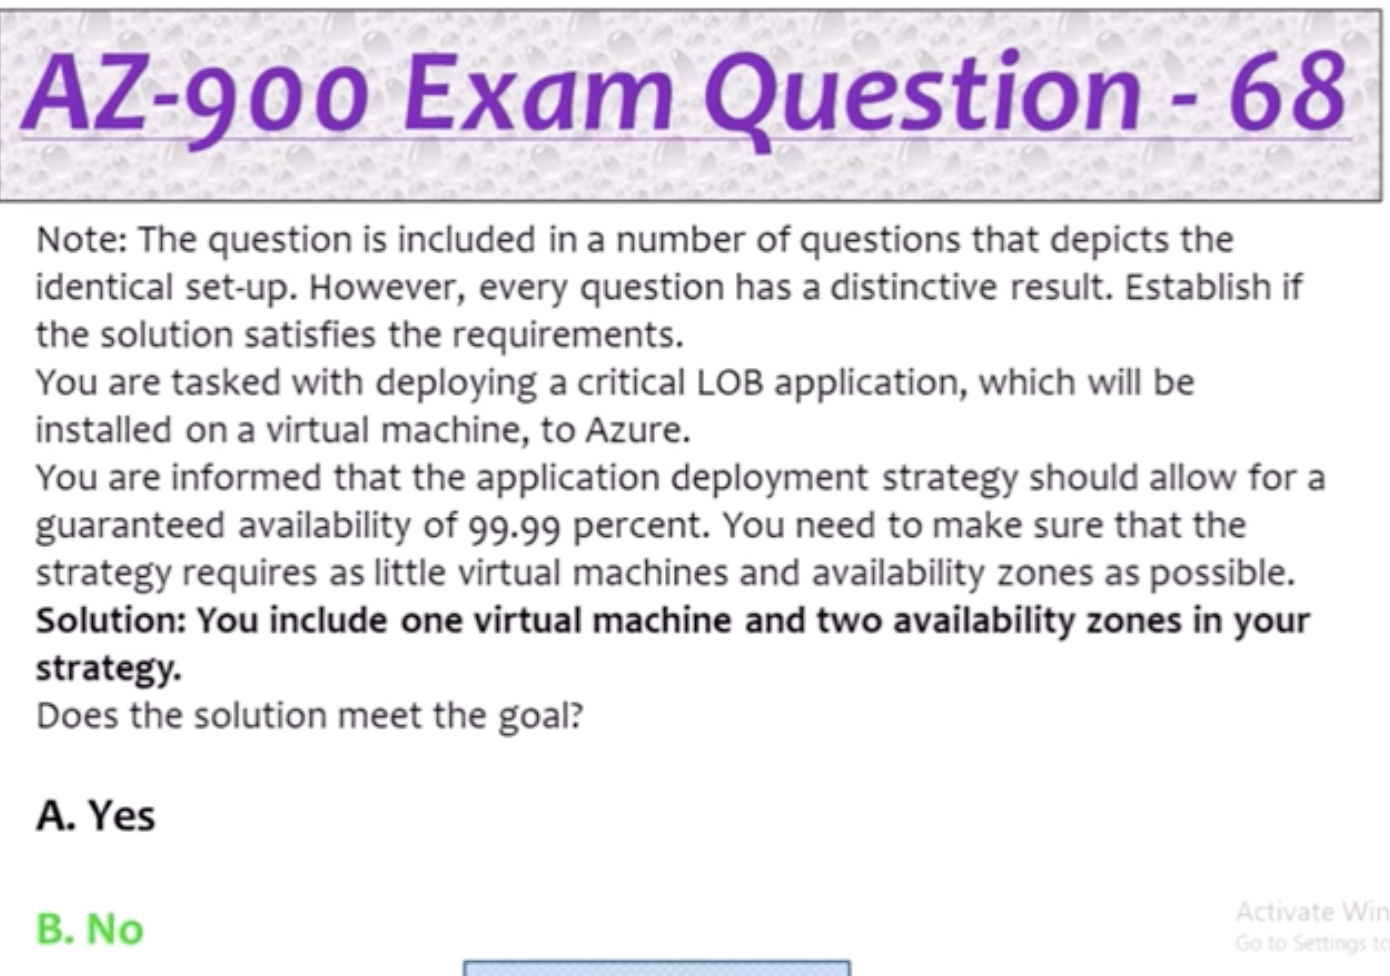 AZ-900 Exam Question - 68
Note: The question is included in a number of questions that depicts the
identical set-up. However, every question has a distinctive result. Establish if
the solution satisfies the requirements.
You are tasked with deploying a critical LOB application, which will be
installed on a virtual machine, to Azure.
You are informed that the application deployment strategy should allow for a
guaranteed availability of 99.99 percent. You need to make sure that the
strategy requires as little virtual machines and availability zones as possible.
Solution: You include one virtual machine and two availability zones in your
strategy.
Does the solution meet the goal?
A. Yes
B. No
Activate Win
Go to Settings to